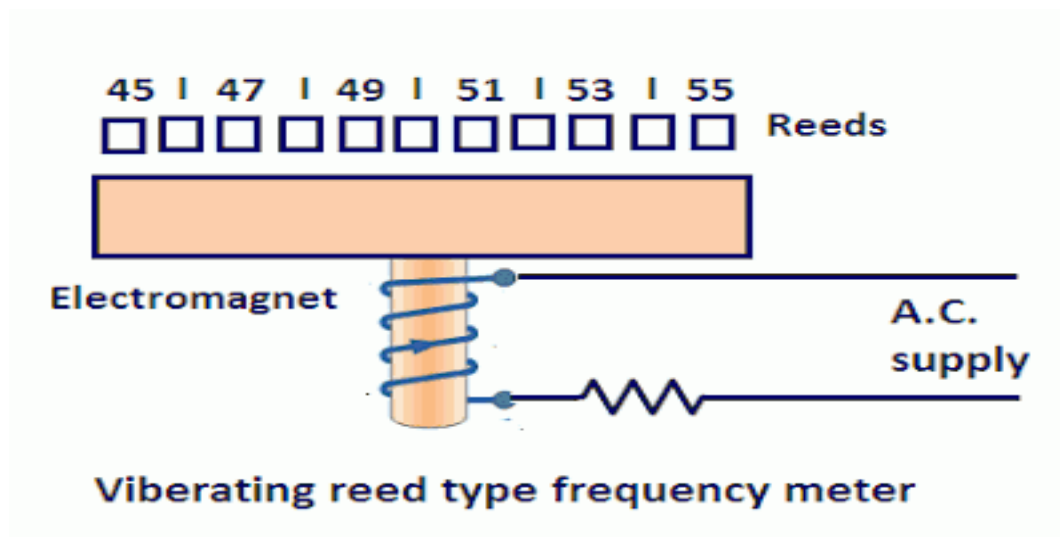 45 | 47 | 49 | 51 | 53 | 55
Reeds
Electromagnet
A.C.
supply
Viberating reed type frequency meter